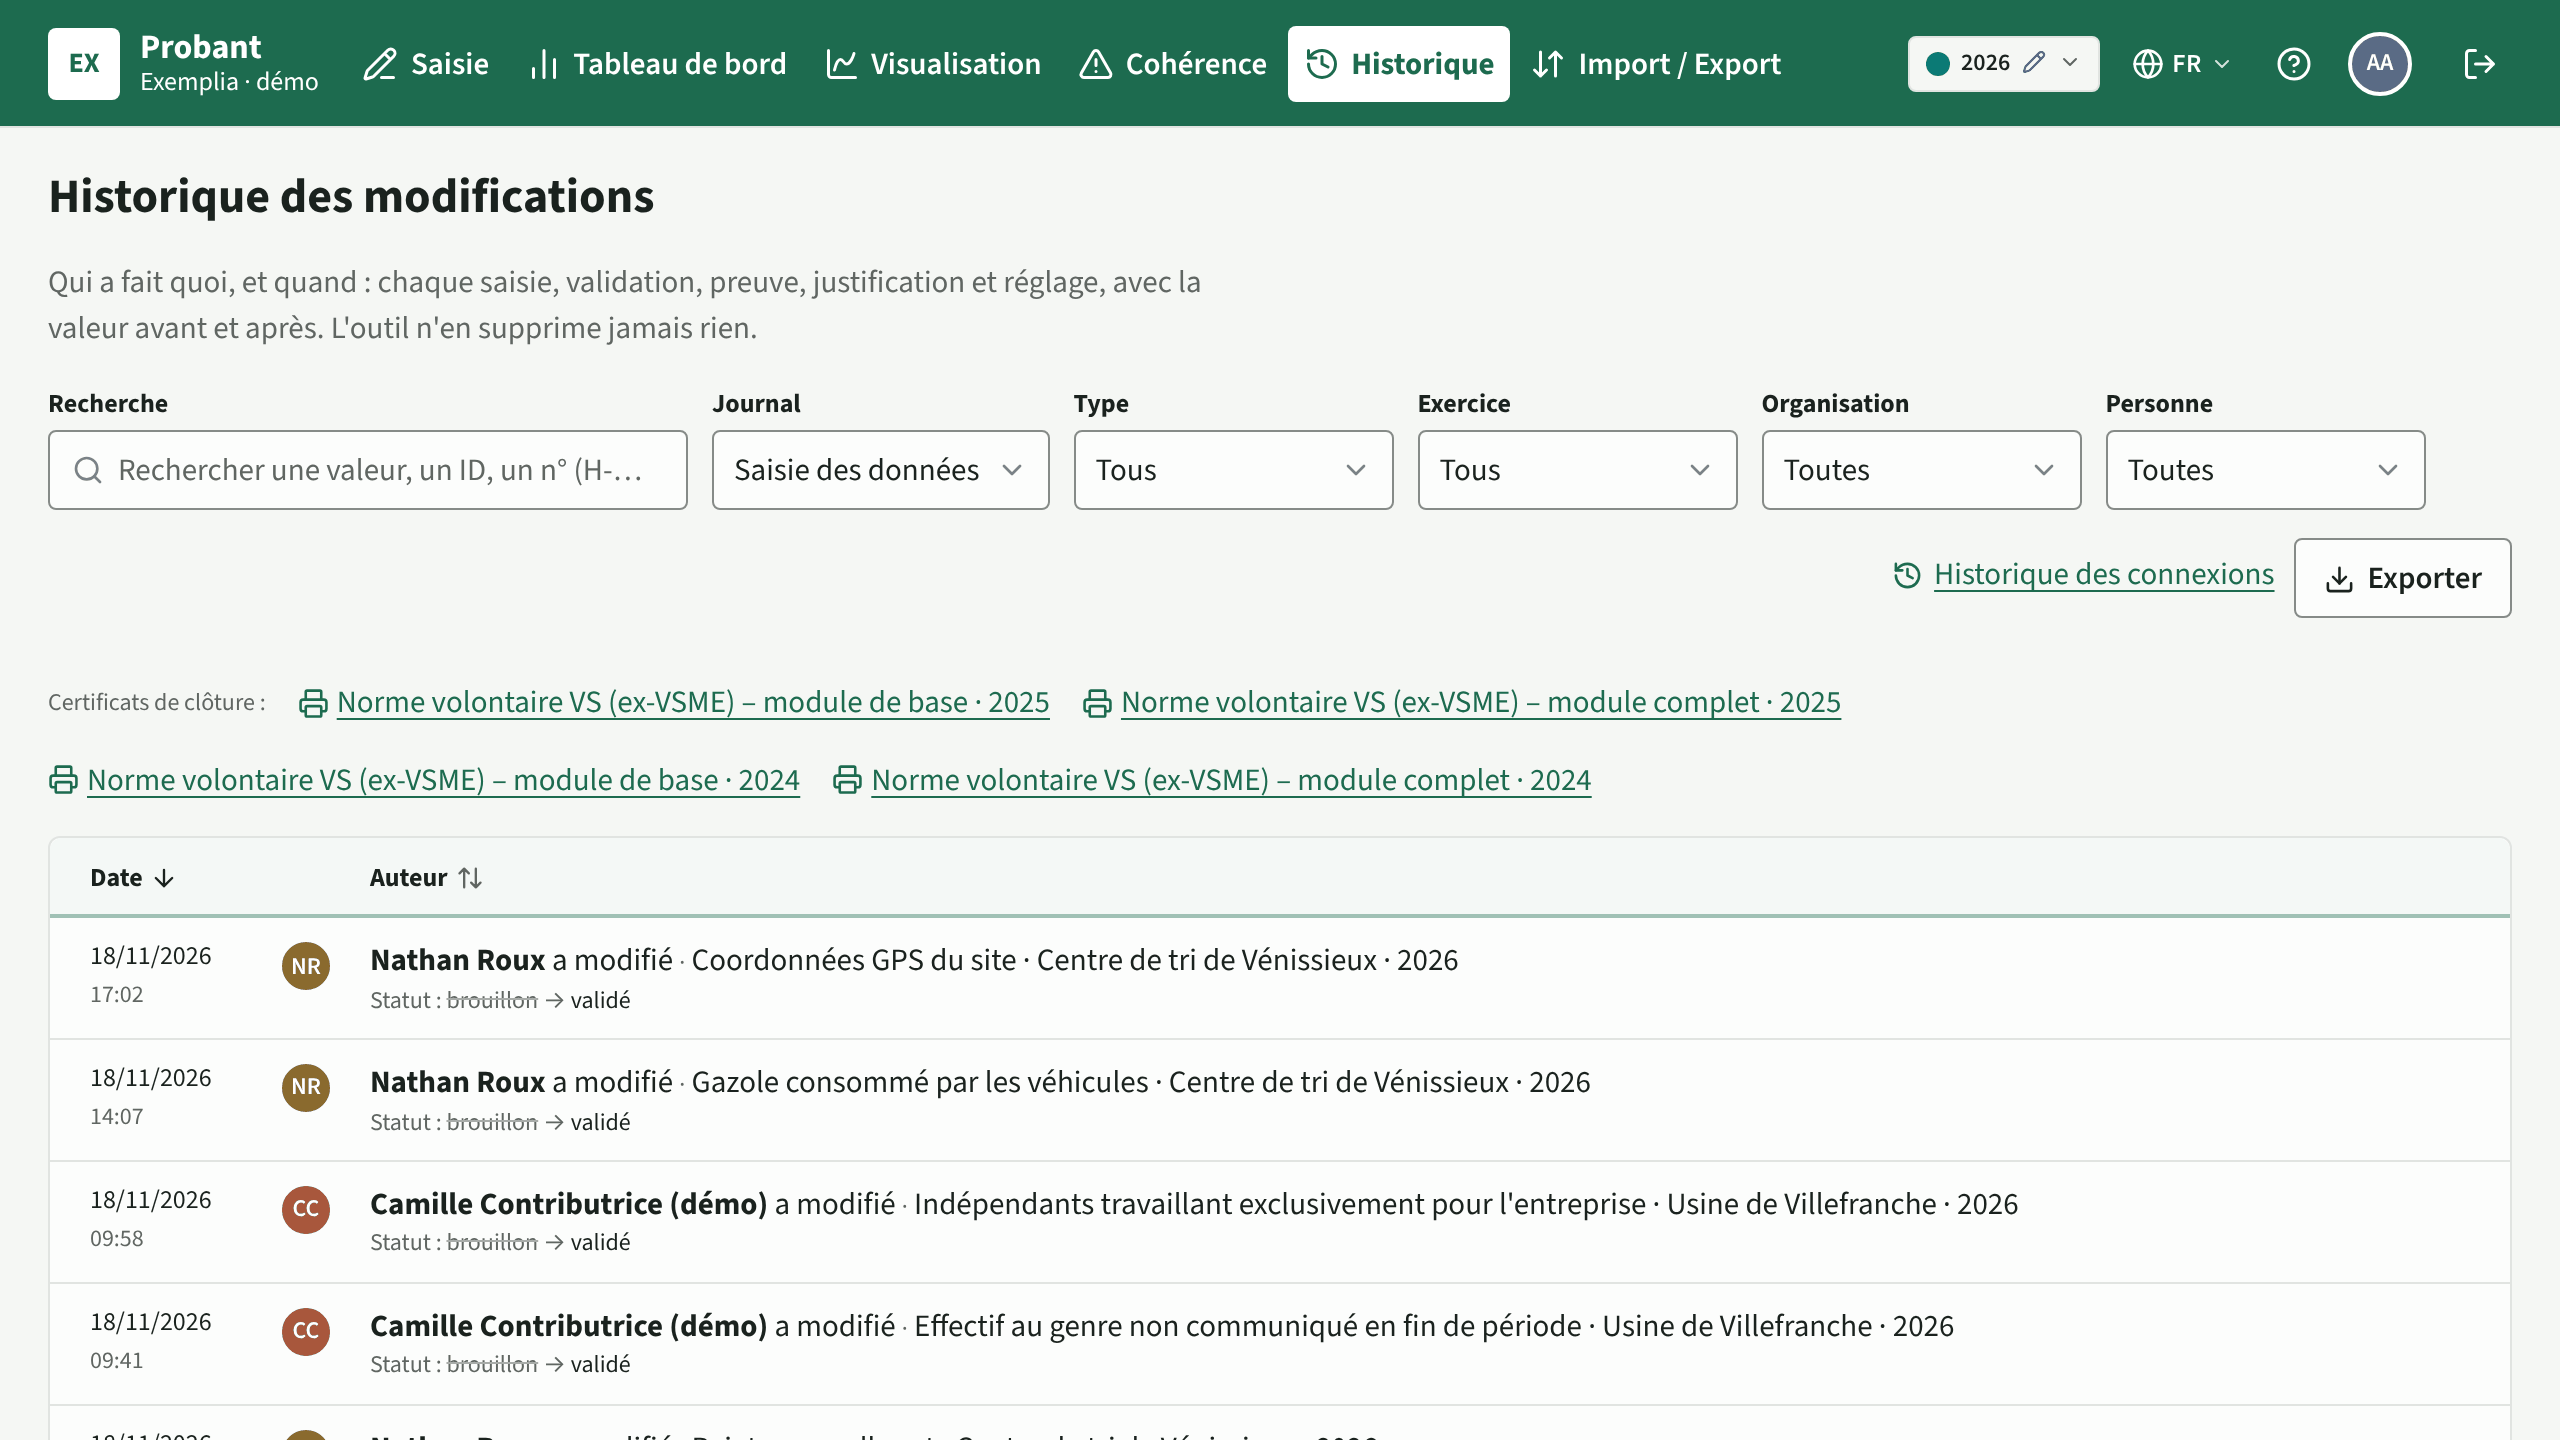 EX
Probant
Exemplia · démo
Saisie
Tableau de bord
Visualisation
Cohérence
Historique
Import / Export
2026
FR
AA
Historique des modifications
Qui a fait quoi, et quand : chaque saisie, validation, preuve, justification et réglage, avec la
valeur avant et après. L'outil n'en supprime jamais rien.
Recherche
Journal
Type
Exercice
Organisation
Personne
Rechercher une valeur, un ID, un n° (H-…
Saisie des données
Tous
Tous
Toutes
Toutes
Historique des connexions
Exporter
Certificats de clôture :
Norme volontaire VS (ex-VSME) – module de base · 2025
Norme volontaire VS (ex-VSME) – module complet · 2025
Norme volontaire VS (ex-VSME) – module de base · 2024
Norme volontaire VS (ex-VSME) – module complet · 2024
Date
Auteur
18/11/2026
17:02
NR
Nathan Roux a modifié · Coordonnées GPS du site · Centre de tri de Vénissieux · 2026
Statut : brouillon → validé
18/11/2026
14:07
NR
Nathan Roux a modifié · Gazole consommé par les véhicules · Centre de tri de Vénissieux · 2026
Statut : brouillon → validé
18/11/2026
09:58
CC
Camille Contributrice (démo) a modifié · Indépendants travaillant exclusivement pour l'entreprise · Usine de Villefranche · 2026
Statut : brouillon → validé
18/11/2026
09:41
CC
Camille Contributrice (démo) a modifié · Effectif au genre non communiqué en fin de période · Usine de Villefranche · 2026
Statut : brouillon → validé
18/11/2026